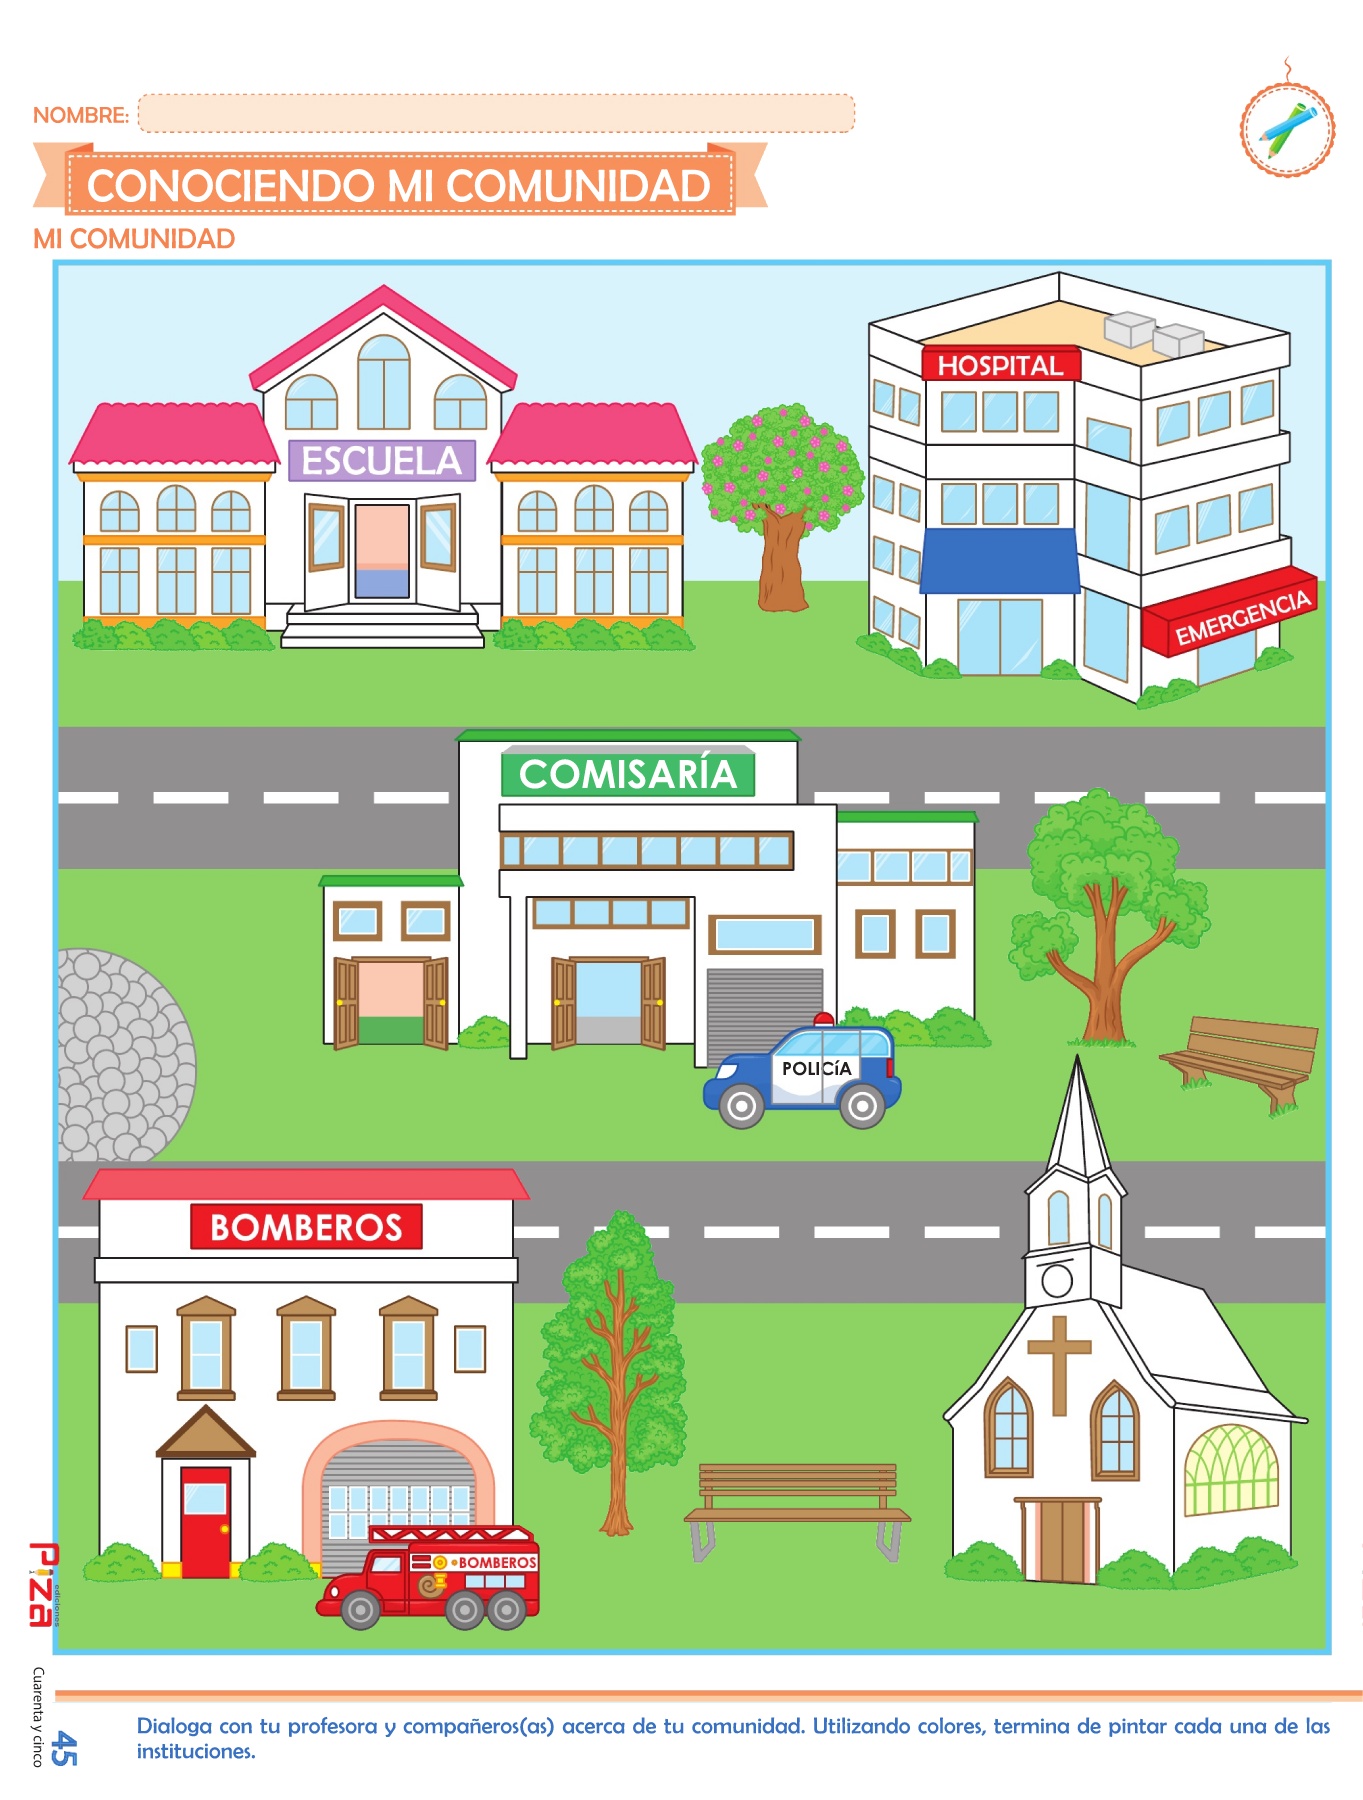 NOMBRE:
CONOCIENDO MI COMUNIDAD
MI COMUNIDAD
HOSPITAL
ESCUELA
EMERGENCIA
COMISARÍA
POLICÍA
BOMBEROS
BOMBEROS
Piza
ediciones
Cuarenta y cinco
45
Dialoga con tu profesora y compañeros(as) acerca de tu comunidad. Utilizando colores, termina de pintar cada una de las
instituciones.